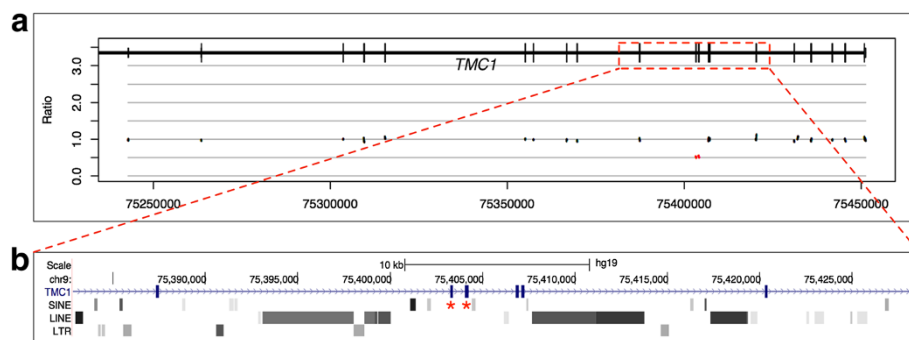 a
TMC1
Ratio
3.0
2.0
1.0
0.0
75250000 75300000 75350000 75400000 75450000
b
Scale 10 kb hg19
chr9: 75,390,000 75,395,000 75,400,000 75,405,000 75,410,000 75,415,000 75,420,000 75,425,000
TMC1
SINE
* *
LINE
LTR